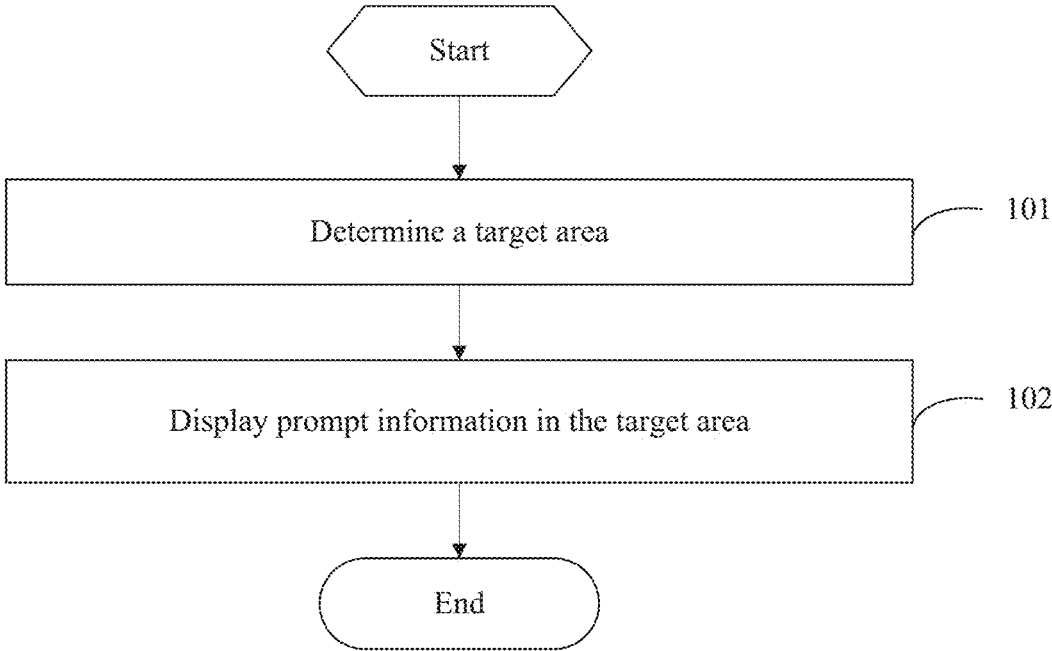 Start
Determine a target area
101
Display prompt information in the target area
102
End